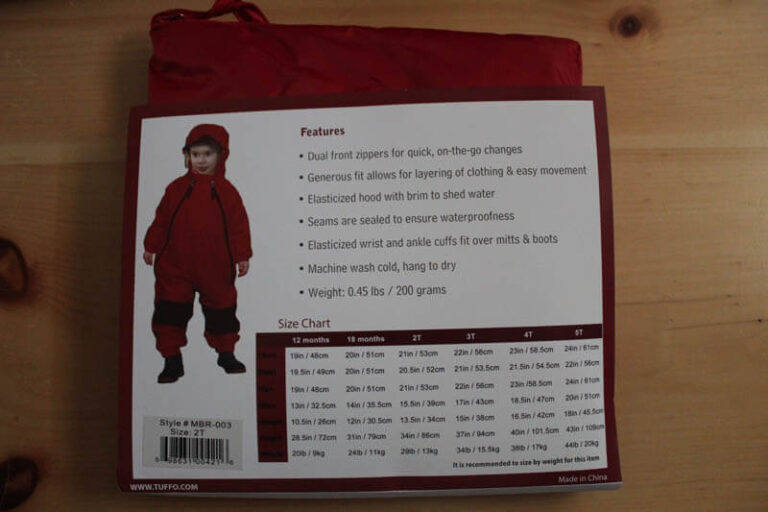 Features
• Dual front zippers for quick, on-the-go changes
• Generous fit allows for layering of clothing & easy movement
• Elasticized hood with brim to shed water
• Seams are sealed to ensure waterproofness
• Elasticized wrist and ankle cuffs fit over mitts & boots
• Machine wash cold, hang to dry
• Weight: 0.45 lbs / 200 grams
Size Chart
12 months 18 months 2T 3T 4T 5T
19in / 48cm 20in / 51cm 21in / 53cm 22in / 56cm 23in / 58.5cm 24in / 61cm
19.5in / 49cm 20in / 51cm 20.5in / 52cm 21in / 53.5cm 21.5in / 54.5cm 22in / 56cm
19in / 48cm 20in / 51cm 21in / 53cm 22in / 56cm 23in /58.5cm 24in / 61cm
13in / 32.5cm 14in / 35.5cm 15.5in / 39cm 17in / 43cm 18.5in / 47cm 20in / 51cm
10.5in / 26cm 12in / 30.5cm 13.5in / 34cm 15in / 38cm 16.5in / 42cm 18in / 45.5cm
28.5in / 72cm 31in / 79cm 34in / 86cm 37in / 94cm 40in / 101.5cm 43in / 109cm
20lb / 9kg 24lb / 11kg 29lb / 13kg 34lb / 15.5kg 38lb / 17kg 44lb / 20kg
It is recommended to size by weight for this item
Style # MBR-003
Size: 2T
WWW.TUFFO.COM
Made in China